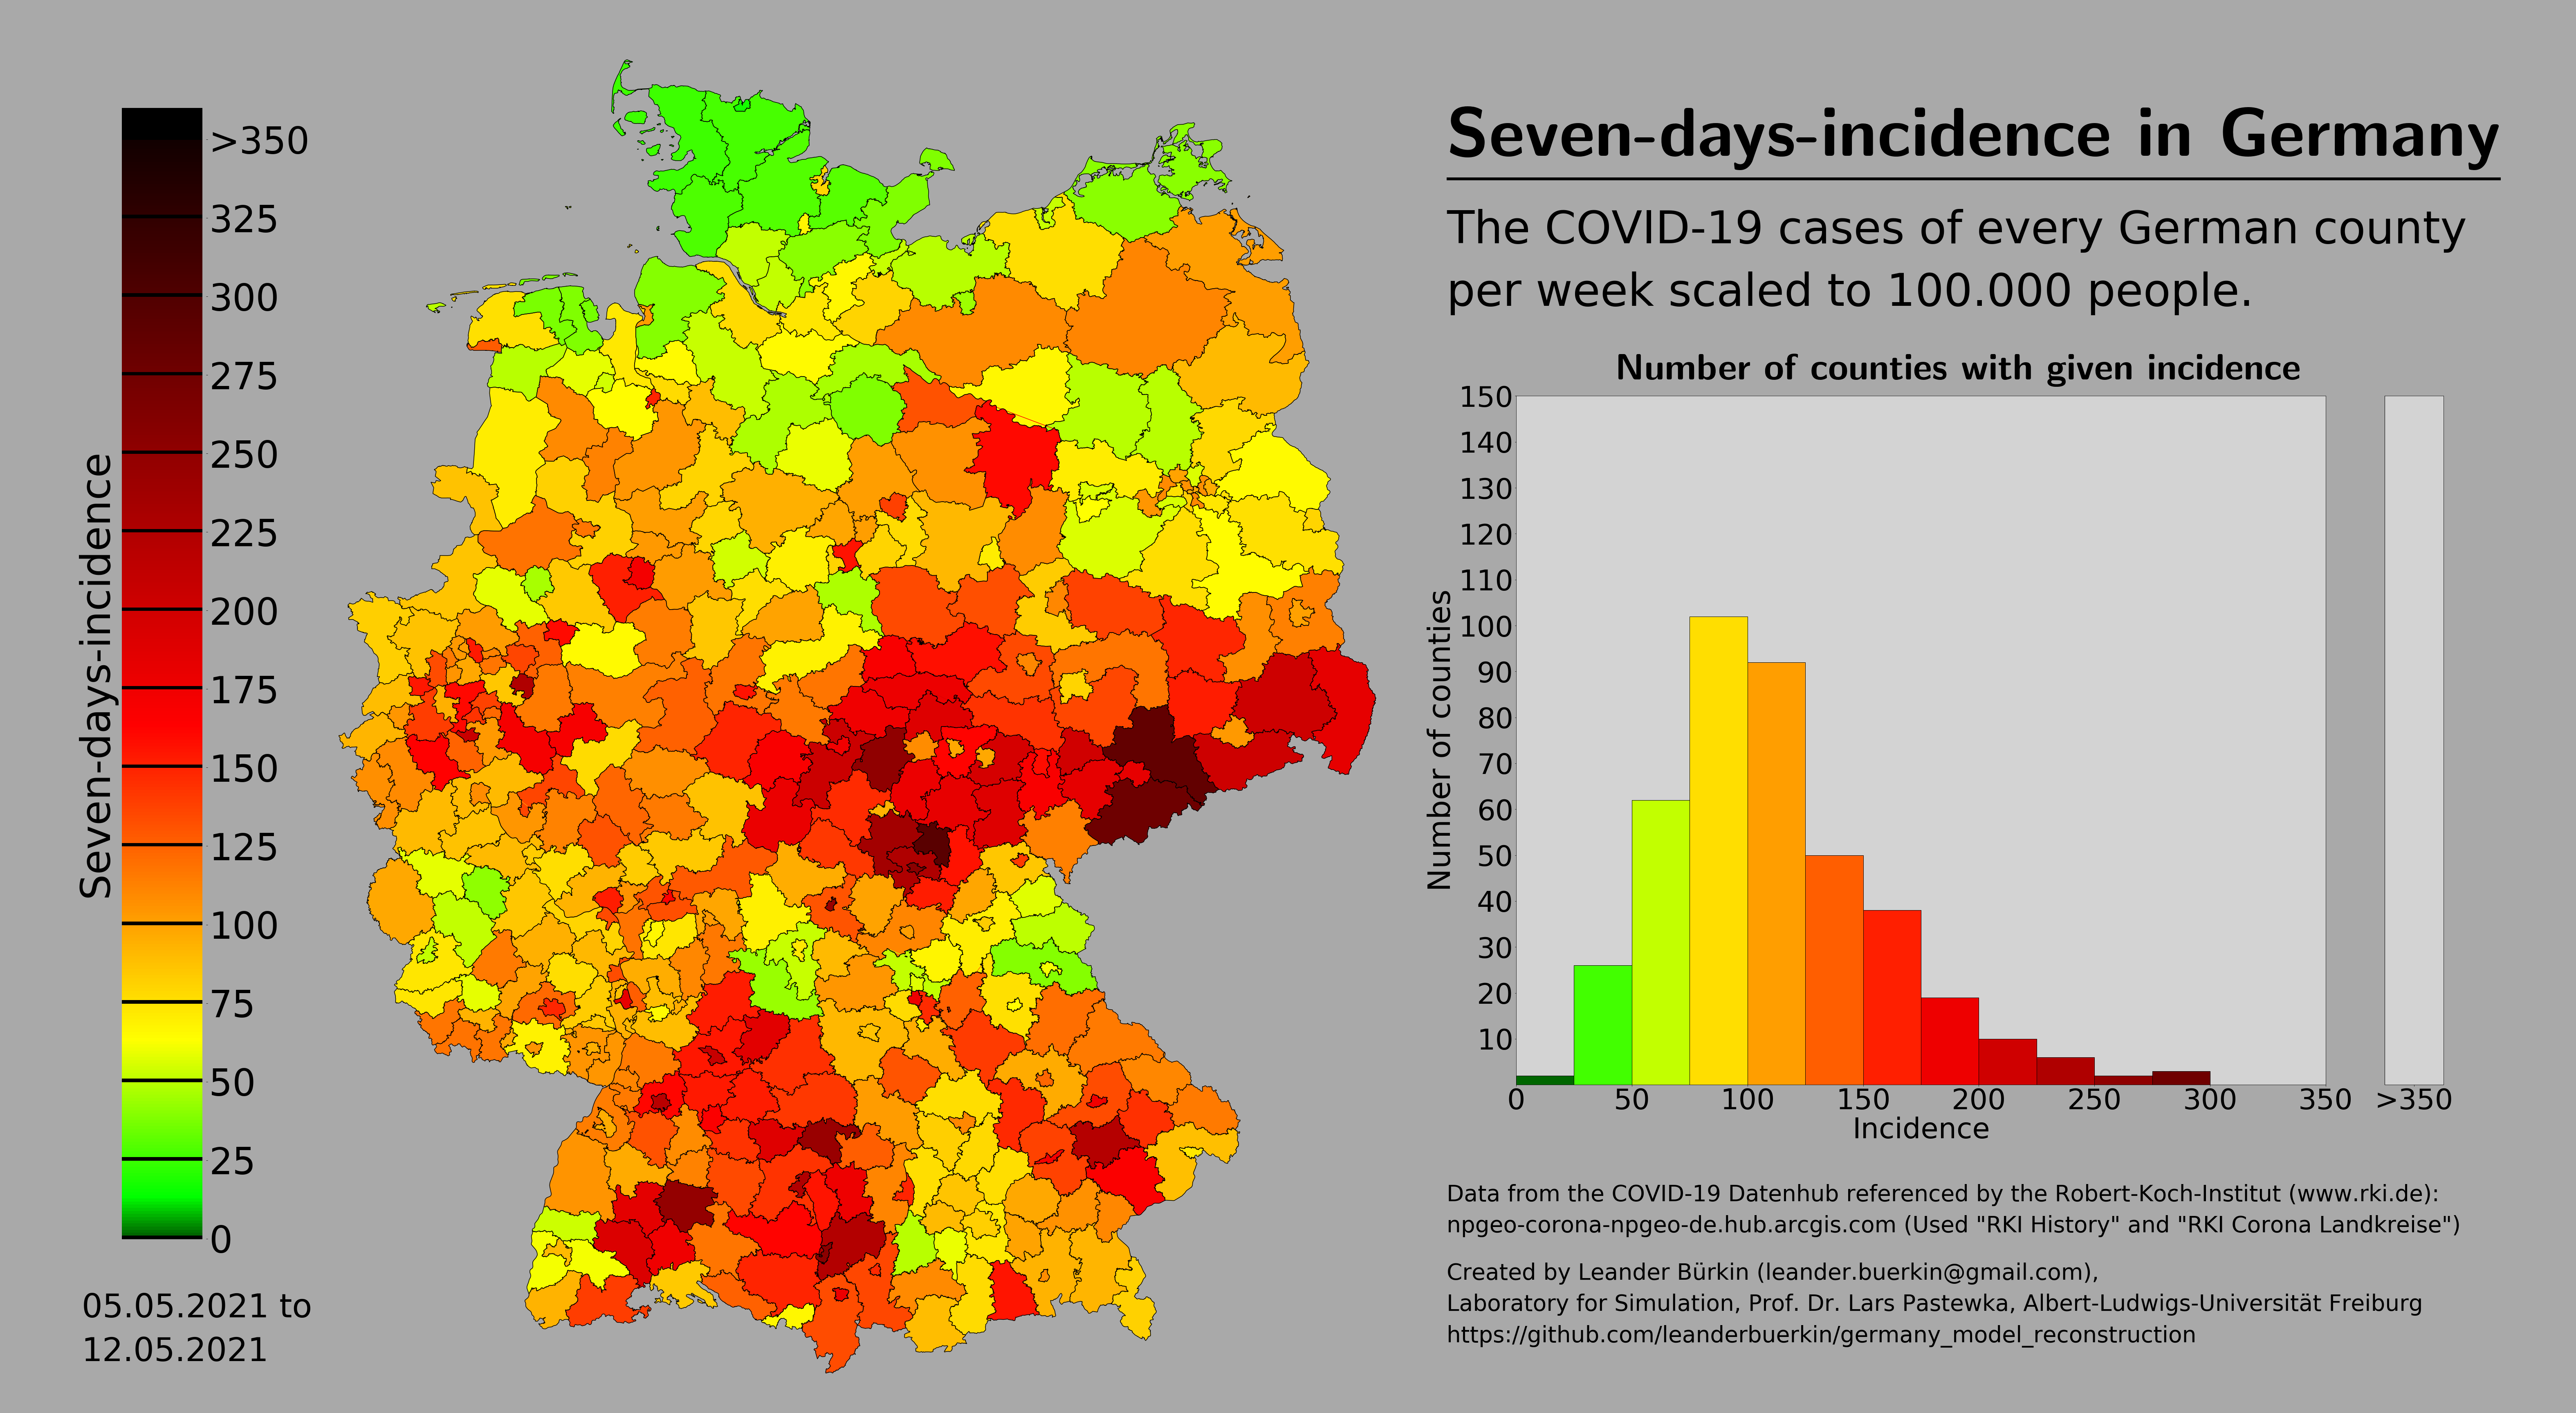 Seven-days-incidence in Germany
The COVID-19 cases of every German county
per week scaled to 100.000 people.
>350
325
300
275
250
225
200
175
150
125
100
75
50
25
0
Seven-days-incidence
05.05.2021 to
12.05.2021
Number of counties with given incidence
150
140
130
120
110
100
90
80
70
60
50
40
30
20
10
Number of counties
0 50 100 150 200 250 300 350 >350
Incidence
Data from the COVID-19 Datenhub referenced by the Robert-Koch-Institut (www.rki.de):
npgeo-corona-npgeo-de.hub.arcgis.com (Used "RKI History" and "RKI Corona Landkreise")
Created by Leander Bürkin (leander.buerkin@gmail.com),
Laboratory for Simulation, Prof. Dr. Lars Pastewka, Albert-Ludwigs-Universität Freiburg
https://github.com/leanderbuerkin/germany_model_reconstruction